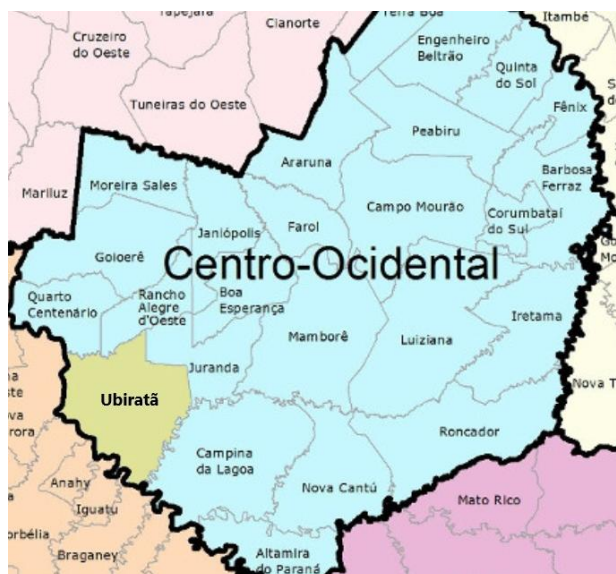 Tapejara
Cianorte
Terra Boa
Itambé
Cruzeiro
do Oeste
Engenheiro
Beltrão
Quinta
do Sol
Tuneiras do Oeste
Fênix
Peabiru
Araruna
Barbosa
Ferraz
Mariluz
Moreira Sales
Campo Mourão
Corumbataí
do Sul
Janiópolis
Farol
Goioerê
Centro-Ocidental
Quarto
Centenário
Rancho
Alegre
d'Oeste
Boa
Esperança
Iretama
Mamborê
Luiziana
Juranda
Nova T
Ubiratã
Roncador
Campina
da Lagoa
Anahy
Nova Cantú
Mato Rico
Iguatu
Braganey
Altamira
do Paraná